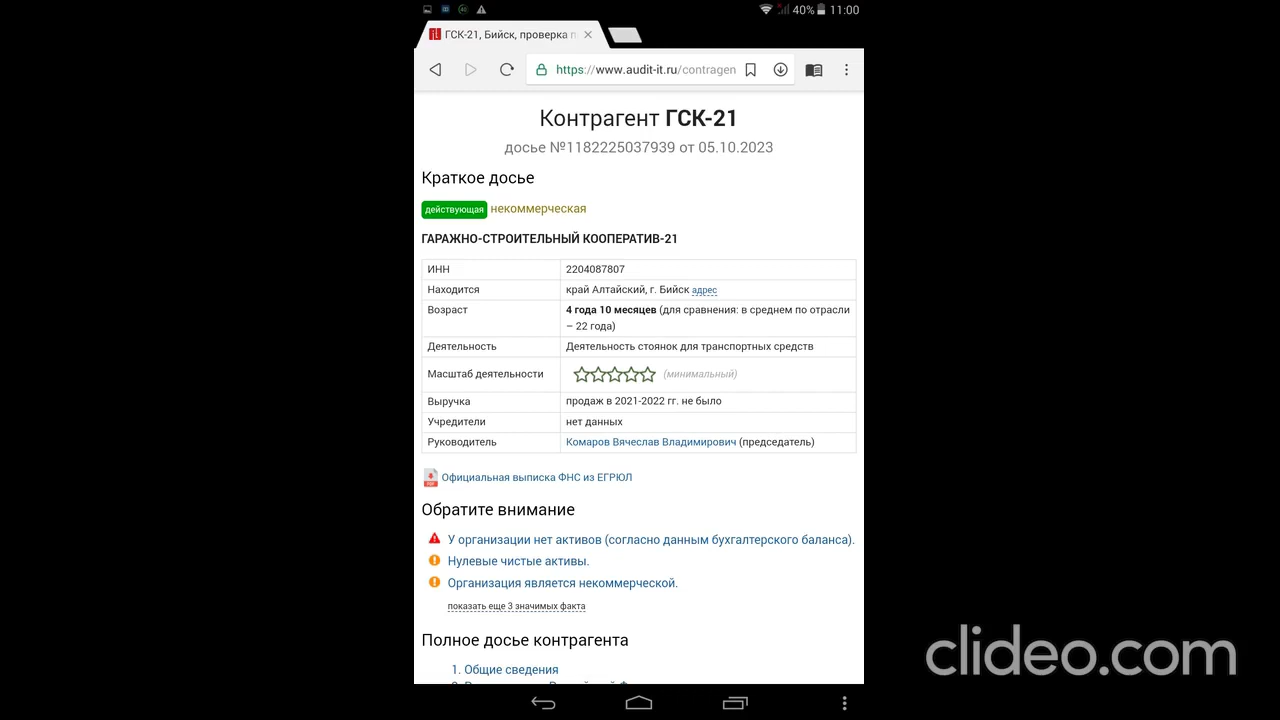 40% 11:00
ГСК-21, Бийск, проверка п
https://www.audit-it.ru/contragen
Контрагент ГСК-21
досье №1182225037939 от 05.10.2023
Краткое досье
действующая некоммерческая
ГАРАЖНО-СТРОИТЕЛЬНЫЙ КООПЕРАТИВ-21
ИНН 2204087807
Находится край Алтайский, г. Бийск адрес
Возраст 4 года 10 месяцев (для сравнения: в среднем по отрасли
– 22 года)
Деятельность Деятельность стоянок для транспортных средств
Масштаб деятельности (минимальный)
Выручка продаж в 2021-2022 гг. не было
Учредители нет данных
Руководитель Комаров Вячеслав Владимирович (председатель)
Официальная выписка ФНС из ЕГРЮЛ
Обратите внимание
У организации нет активов (согласно данным бухгалтерского баланса).
Нулевые чистые активы.
Организация является некоммерческой.
показать еще 3 значимых факта
Полное досье контрагента
1. Общие сведения
clideo.com